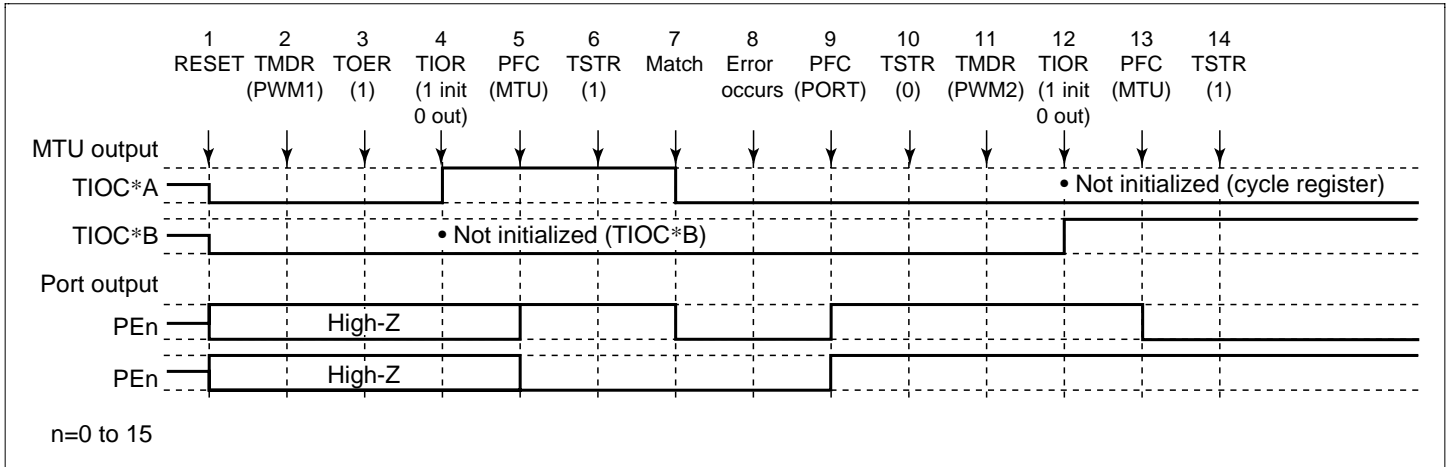 1 2 3 4 5 6 7 8 9 10 11 12 13 14
RESET TMDR TOER TIOR PFC TSTR Match Error PFC TSTR TMDR TIOR PFC TSTR
(PWM1) (1) (1 init (MTU) (1) occurs (PORT) (0) (PWM2) (1 init (MTU) (1)
0 out) 0 out)
MTU output
TIOC*A • Not initialized (cycle register)
TIOC*B • Not initialized (TIOC*B)
Port output
PEn High-Z
PEn High-Z
n=0 to 15